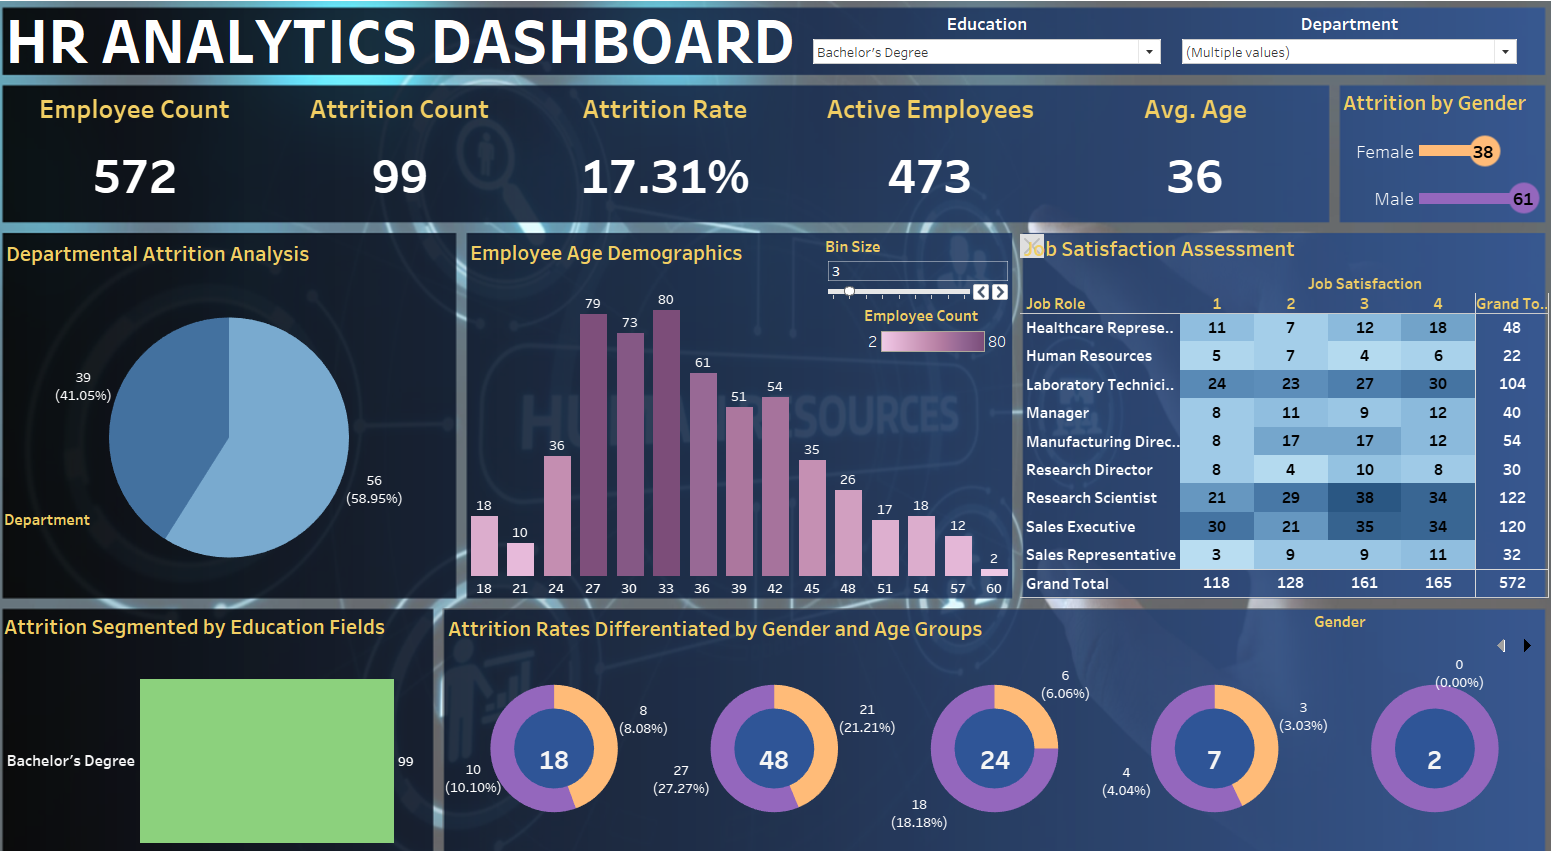 HR ANALYTICS DASHBOARD
Education
Bachelor's Degree
Department
(Multiple values)
Employee Count
572
Attrition Count
99
Attrition Rate
17.31%
Active Employees
473
Avg. Age
36
Attrition by Gender
Female 38
Male 61
Departmental Attrition Analysis
39
(41.05%)
56
(58.95%)
Department
Employee Age Demographics
Bin Size
3
Employee Count
2 80
18 10 36 79 73 80 61 51 54 35 26 17 18 12 2
18 21 24 27 30 33 36 39 42 45 48 51 54 57 60
HUMAN RESOURCES
b Satisfaction Assessment
Job Satisfaction
Job Role 1 2 3 4 Grand To..
Healthcare Represe.. 11 7 12 18 48
Human Resources 5 7 4 6 22
Laboratory Technici.. 24 23 27 30 104
Manager 8 11 9 12 40
Manufacturing Direc.. 8 17 17 12 54
Research Director 8 4 10 8 30
Research Scientist 21 29 38 34 122
Sales Executive 30 21 35 34 120
Sales Representative 3 9 9 11 32
Grand Total 118 128 161 165 572
Attrition Segmented by Education Fields
Bachelor's Degree 99
Attrition Rates Differentiated by Gender and Age Groups
Gender
8
(8.08%)
18
10
(10.10%)
21
(21.21%)
48
27
(27.27%)
6
(6.06%)
24
18
(18.18%)
3
(3.03%)
7
4
(4.04%)
0
(0.00%)
2